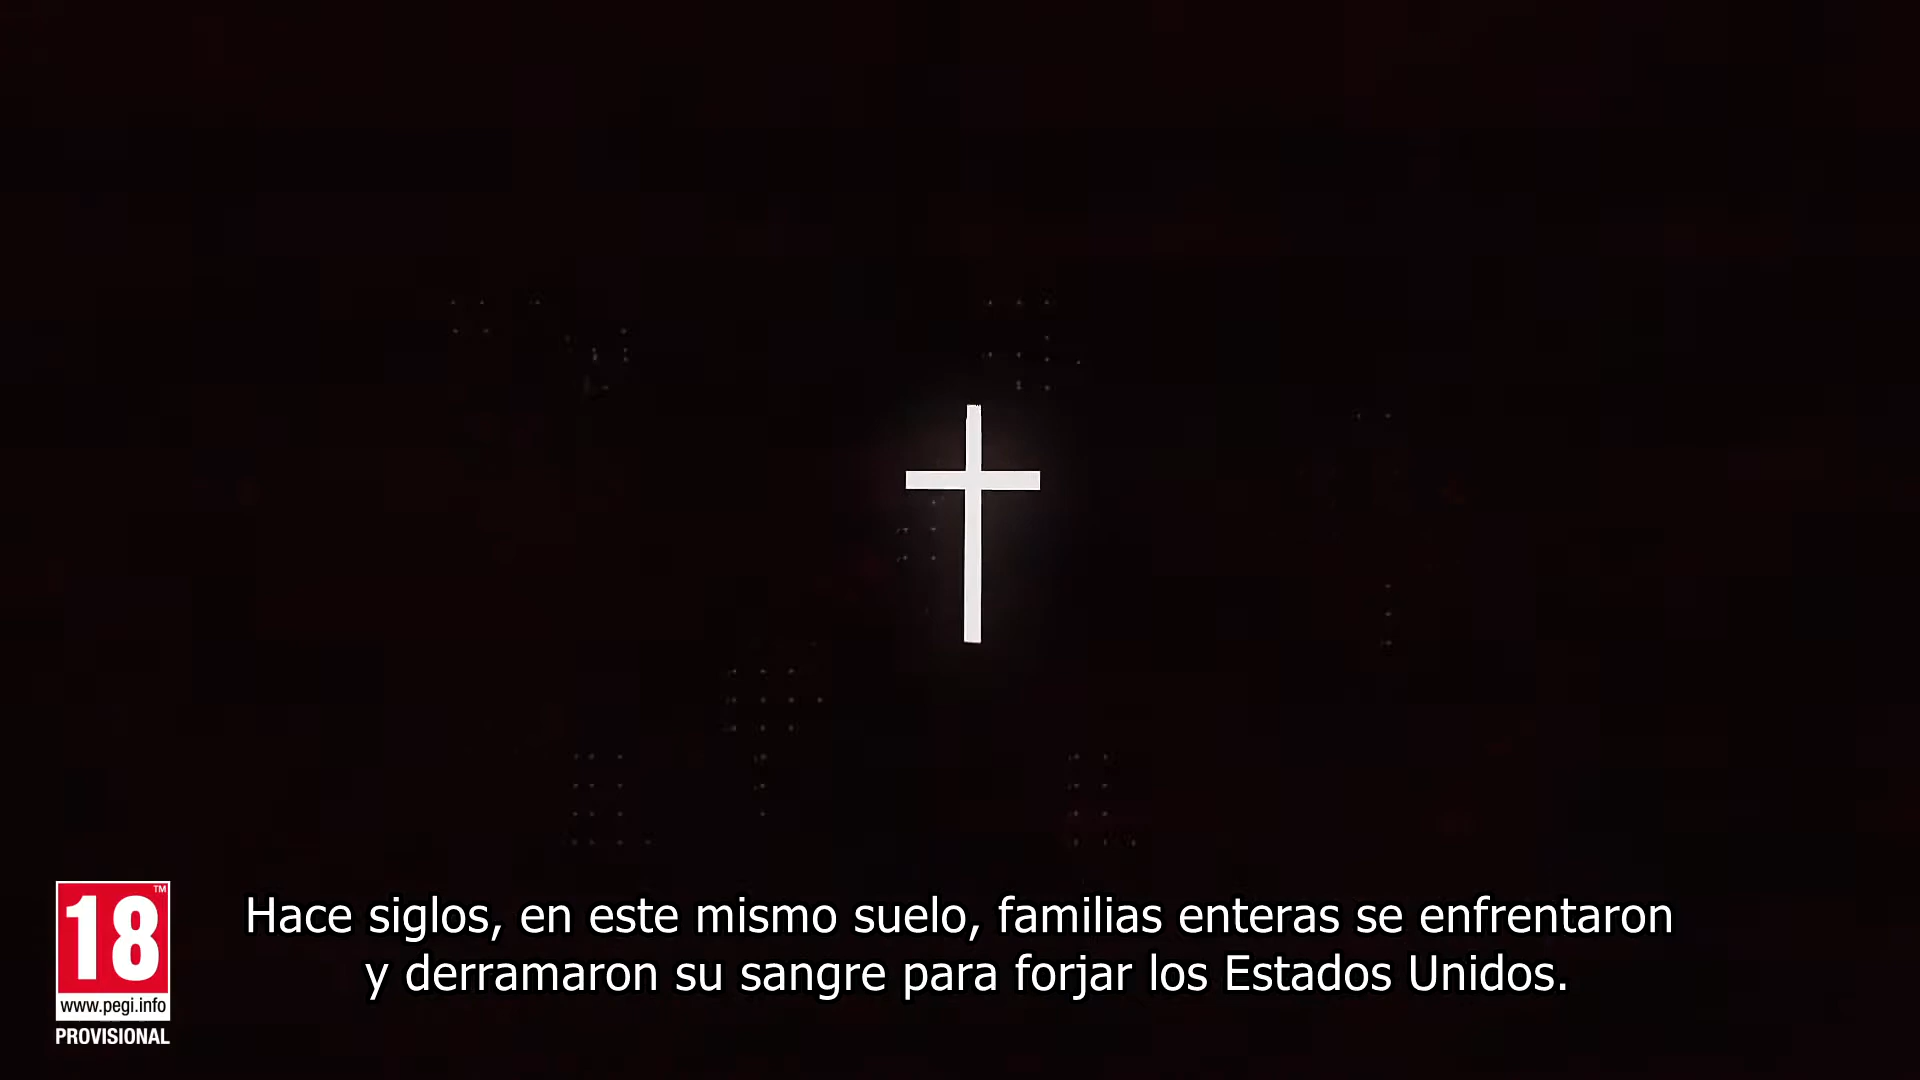 18™
www.pegi.info
PROVISIONAL
Hace siglos, en este mismo suelo, familias enteras se enfrentaron
y derramaron su sangre para forjar los Estados Unidos.